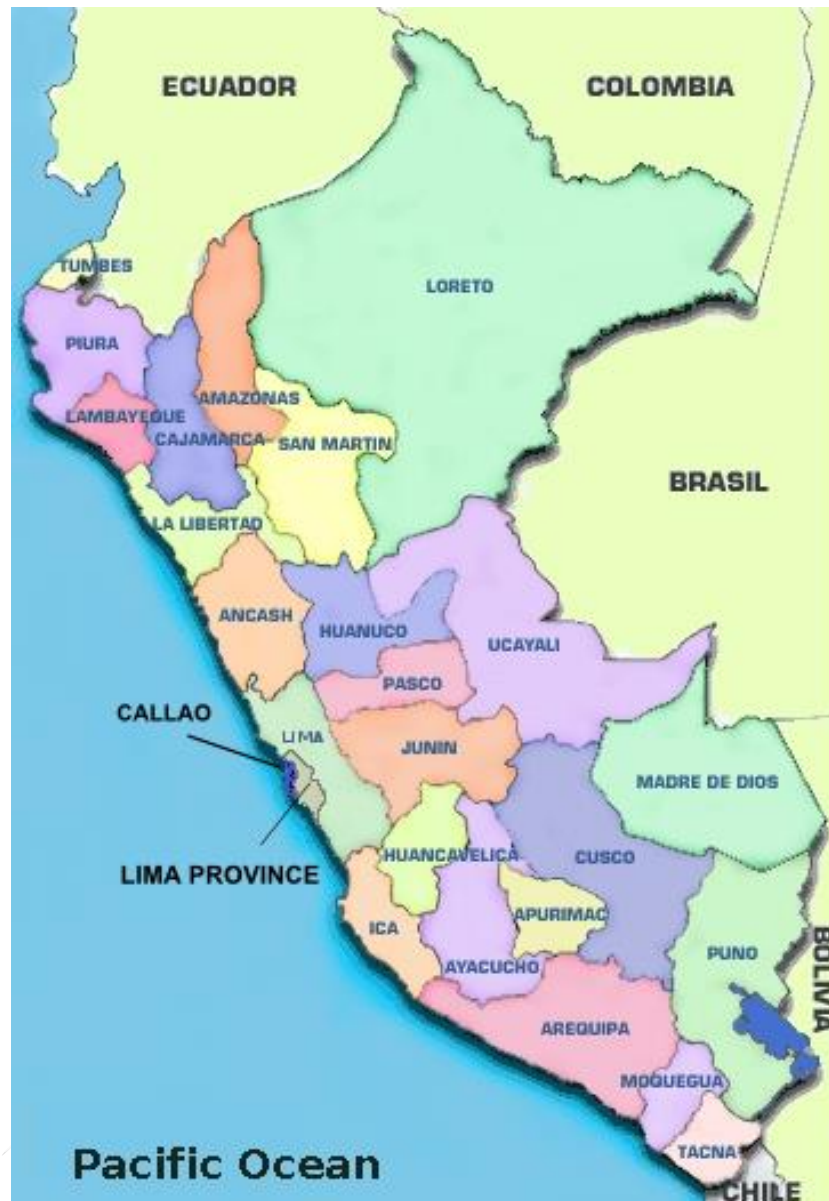 ECUADOR
COLOMBIA
TUMBES
LORETO
PIURA
AMAZONAS
LAMBAYEQUE
CAJAMARCA
SAN MARTIN
BRASIL
LA LIBERTAD
ANCASH
HUANUCO
UCAYALI
PASCO
CALLAO
LIMA
JUNIN
MADRE DE DIOS
HUANCAVELICA
CUSCO
LIMA PROVINCE
APURIMAC
ICA
PUNO
BOLIVIA
AYACUCHO
AREQUIPA
MOQUEGUA
TACNA
Pacific Ocean
CHILE